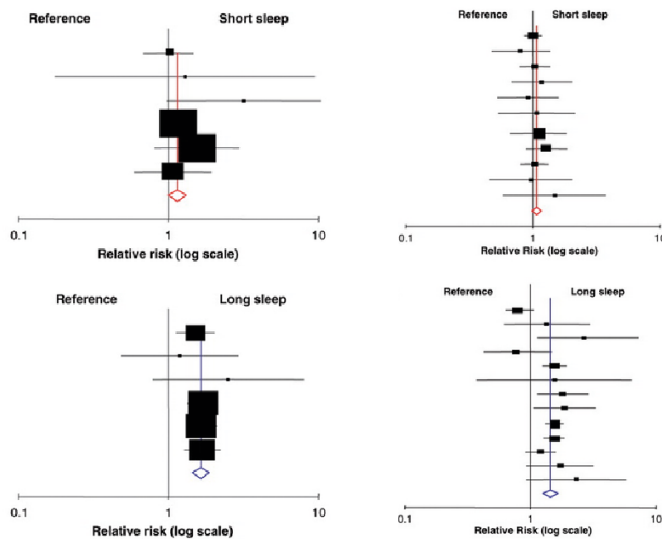 Reference Short sleep
0.1 1 10
Relative risk (log scale)
Reference Short sleep
0.1 1 10
Relative Risk (log scale)
Reference Long sleep
0.1 1 10
Relative risk (log scale)
Reference Long sleep
0.1 1 10
Relative Risk (log scale)